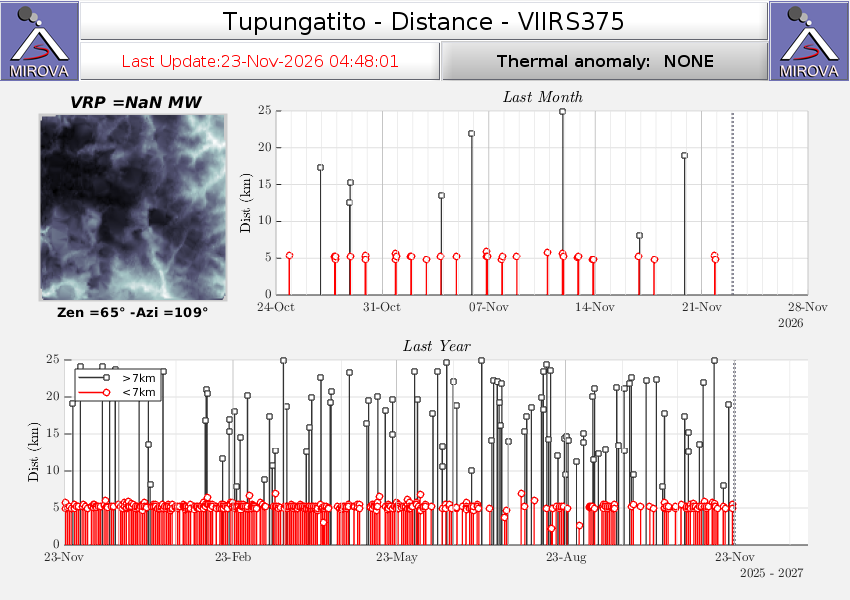 Tupungatito - Distance - VIIRS375
MIROVA
Last Update:23-Nov-2026 04:48:01
Thermal anomaly: NONE
MIROVA
VRP =NaN MW
Zen =65° -Azi =109°
Last Month
Dist (km)
25
20
15
10
5
0
24-Oct
31-Oct
07-Nov
14-Nov
21-Nov
28-Nov
2026
Last Year
Dist (km)
25
20
15
10
5
0
>7km
<7km
23-Nov
23-Feb
23-May
23-Aug
23-Nov
2025 - 2027